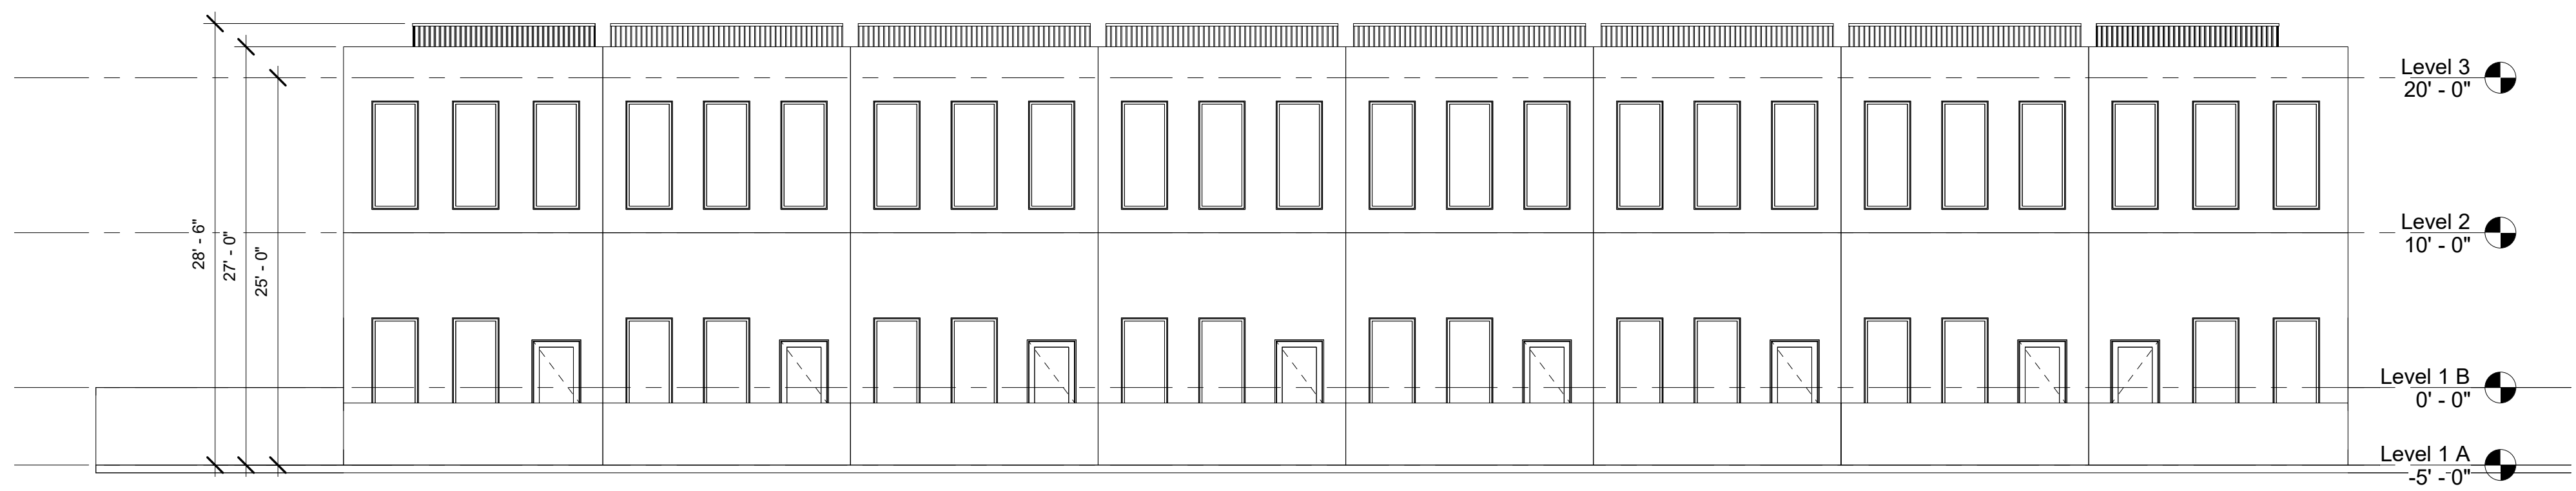 28' - 6"
27' - 0"
25' - 0"
Level 3
20' - 0"
Level 2
10' - 0"
Level 1 B
0' - 0"
Level 1 A
-5' - 0"